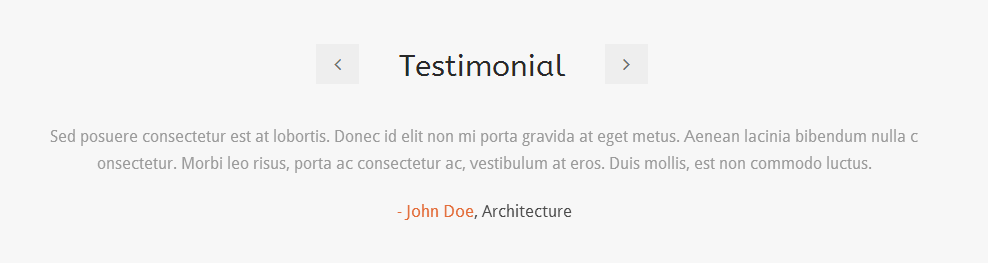 Testimonial
Sed posuere consectetur est at lobortis. Donec id elit non mi porta gravida at eget metus. Aenean lacinia bibendum nulla c
onsectetur. Morbi leo risus, porta ac consectetur ac, vestibulum at eros. Duis mollis, est non commodo luctus.
- John Doe, Architecture